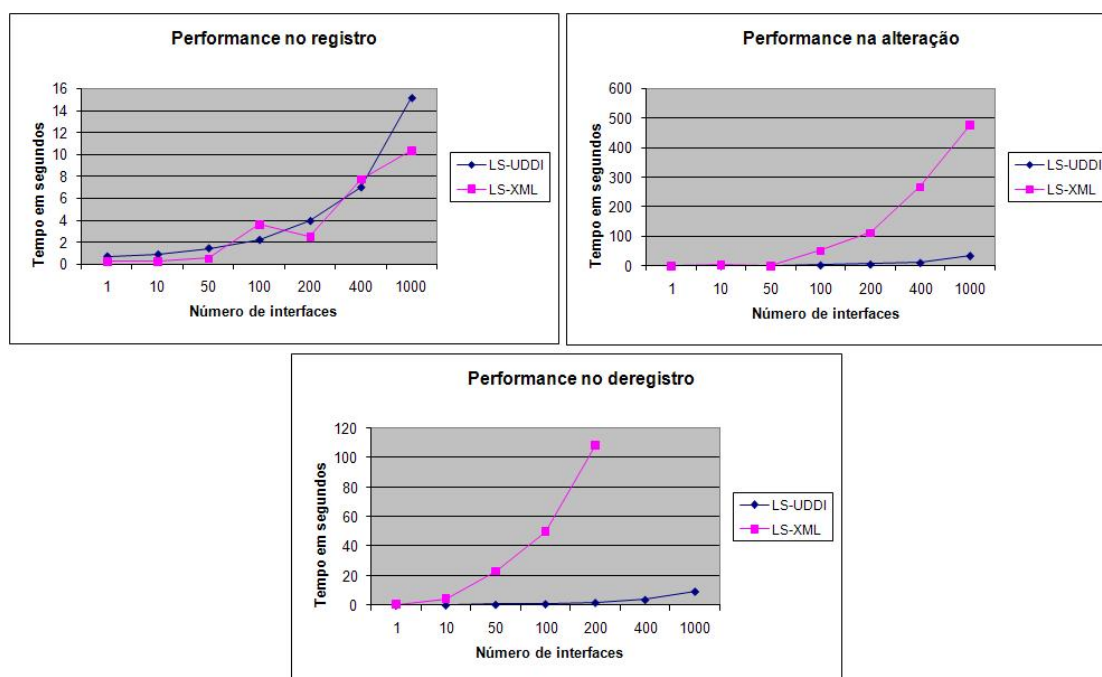 Performance no registro
16
14
12
10
8
6
4
2
0
Tempo em segundos
1 10 50 100 200 400 1000
Número de interfaces
LS-UDDI
LS-XML
Performance na alteração
600
500
400
300
200
100
0
Tempo em segundos
1 10 50 100 200 400 1000
Número de interfaces
LS-UDDI
LS-XML
Performance no deregistro
120
100
80
60
40
20
0
Tempo em segundos
1 10 50 100 200 400 1000
Número de interfaces
LS-UDDI
LS-XML